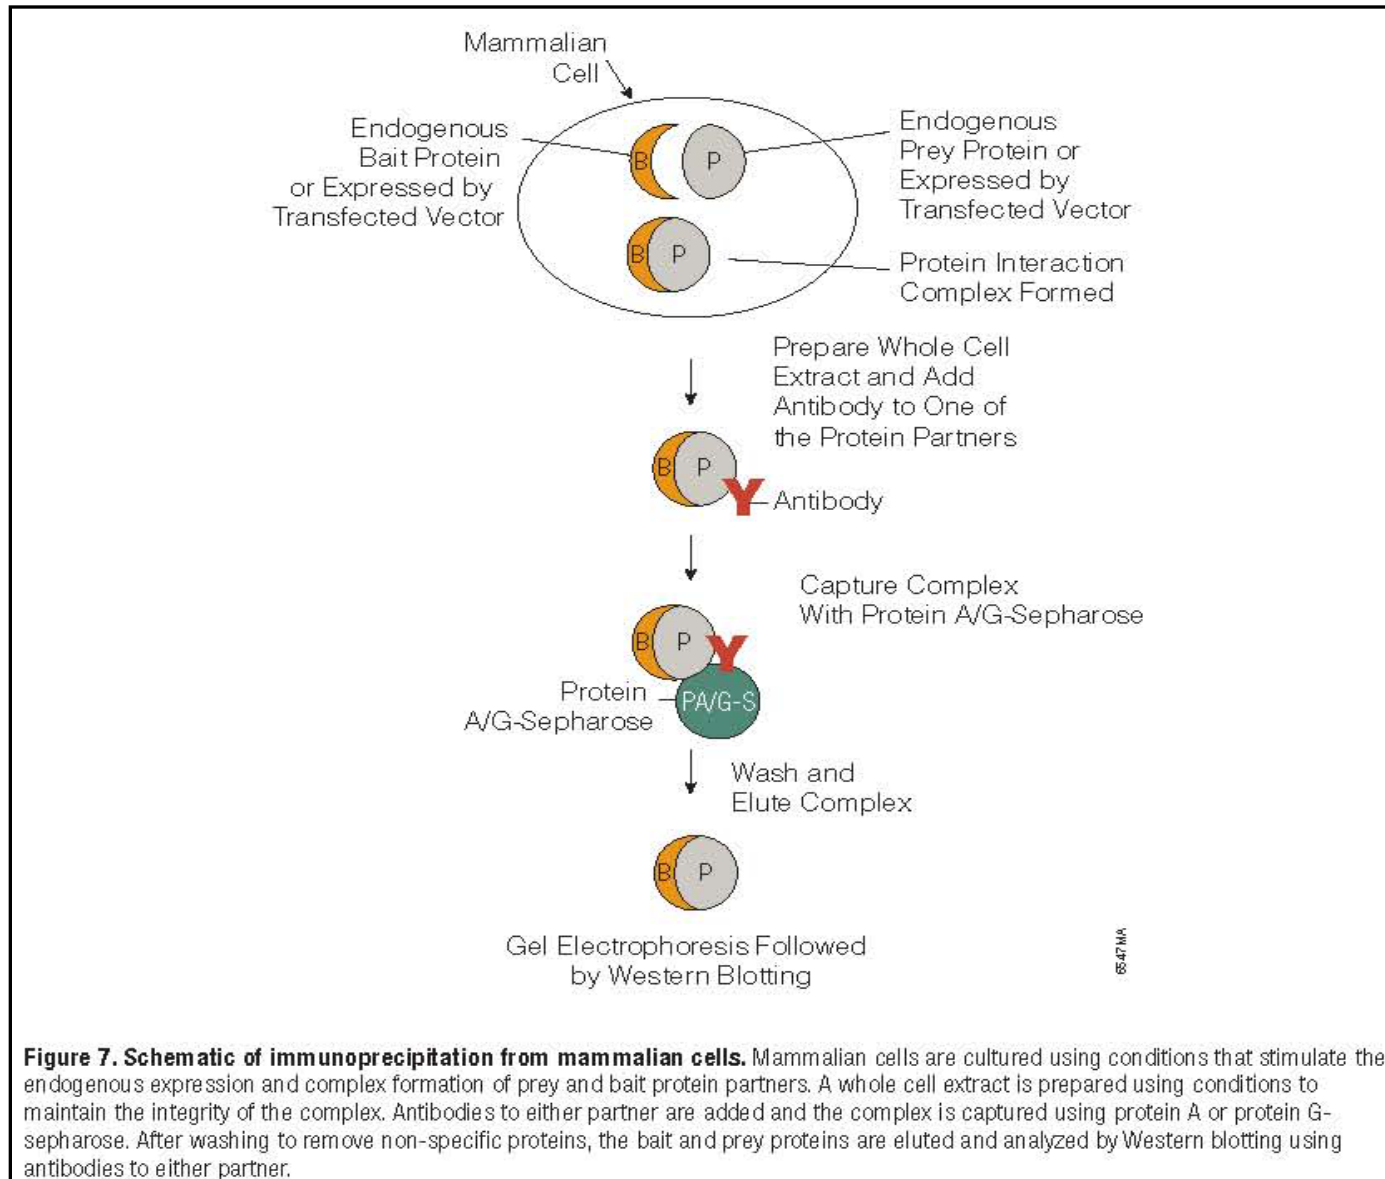 Mammalian
Cell
Endogenous
Bait Protein
or Expressed by
Transfected Vector
Endogenous
Prey Protein or
Expressed by
Transfected Vector
B
P
B
P
Protein Interaction
Complex Formed
Prepare Whole Cell
Extract and Add
Antibody to One of
the Protein Partners
B
P
Antibody
Capture Complex
With Protein A/G-Sepharose
B
P
Protein
A/G-Sepharose
PA/G-S
Wash and
Elute Complex
B
P
Gel Electrophoresis Followed
by Western Blotting
6547MA
Figure 7. Schematic of immunoprecipitation from mammalian cells. Mammalian cells are cultured using conditions that stimulate the
endogenous expression and complex formation of prey and bait protein partners. A whole cell extract is prepared using conditions to
maintain the integrity of the complex. Antibodies to either partner are added and the complex is captured using protein A or protein G-
sepharose. After washing to remove non-specific proteins, the bait and prey proteins are eluted and analyzed by Western blotting using
antibodies to either partner.